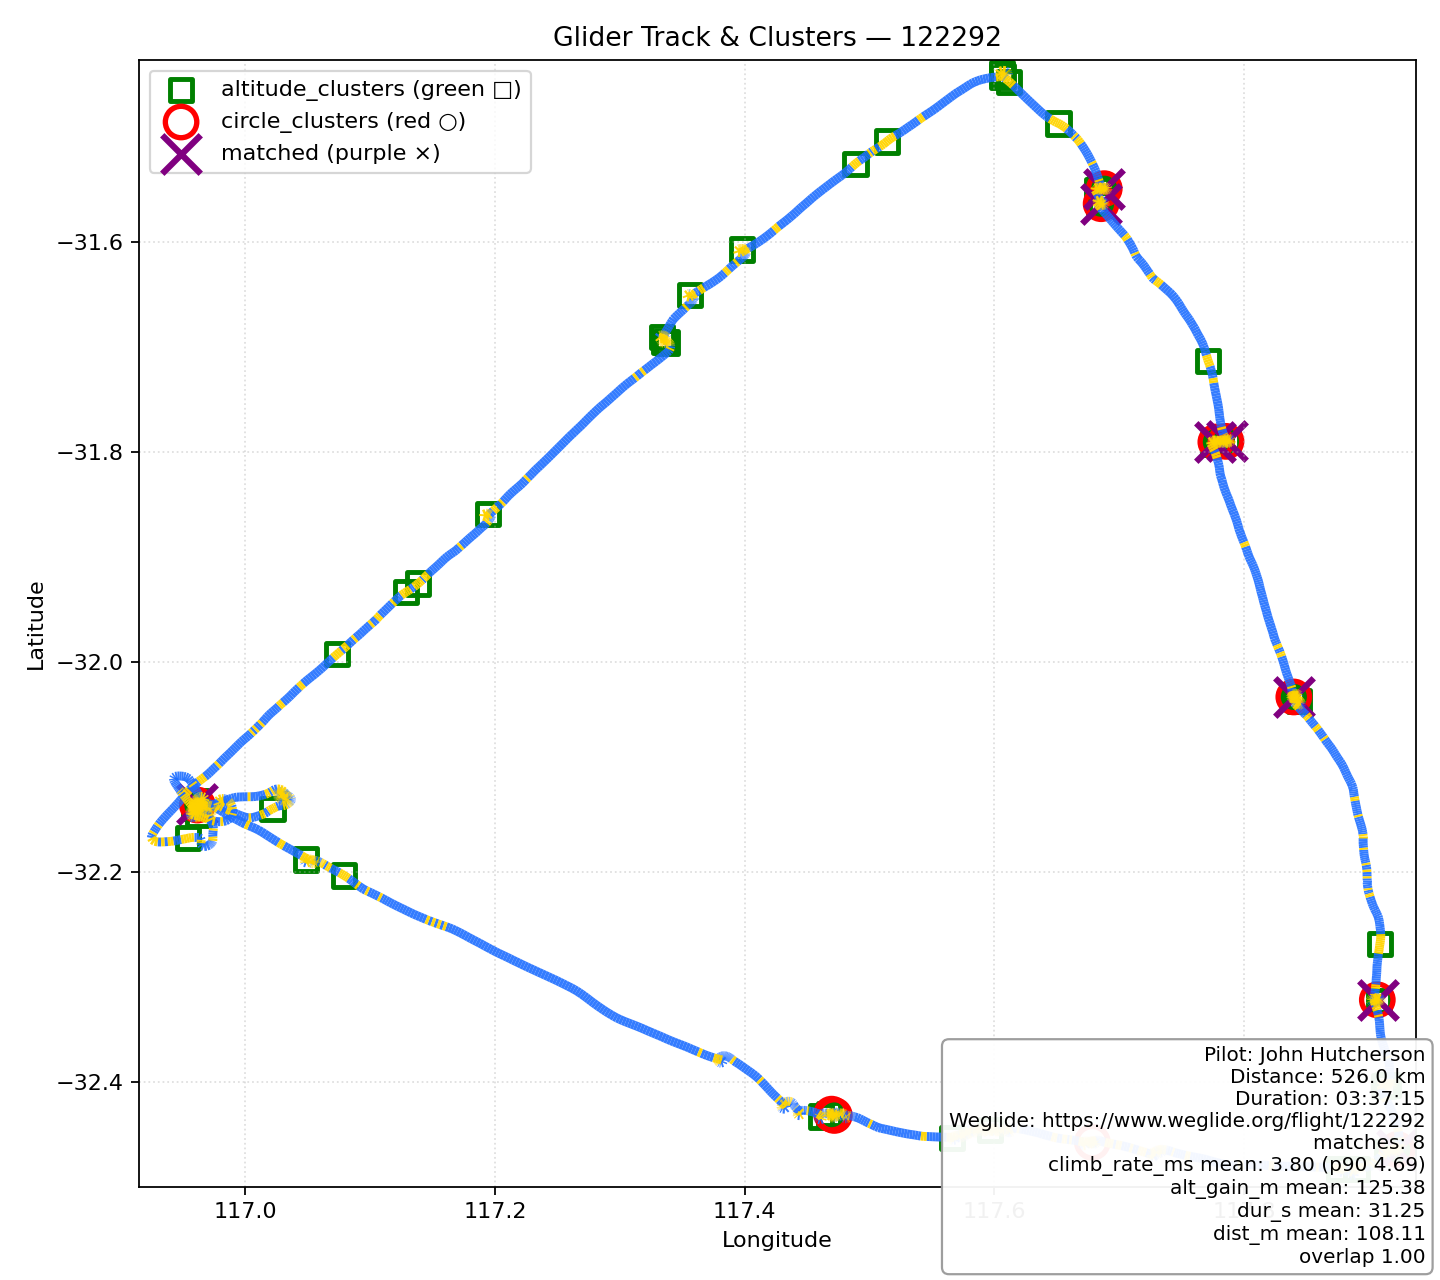 Glider Track & Clusters — 122292
altitude_clusters (green □)
circle_clusters (red ○)
matched (purple ×)
Latitude
−31.6
−31.8
−32.0
−32.2
−32.4
117.0
117.2
117.4
117.6
Longitude
Pilot: John Hutcherson
Distance: 526.0 km
Duration: 03:37:15
Weglide: https://www.weglide.org/flight/122292
matches: 8
climb_rate_ms mean: 3.80 (p90 4.69)
alt_gain_m mean: 125.38
dur_s mean: 31.25
dist_m mean: 108.11
overlap 1.00